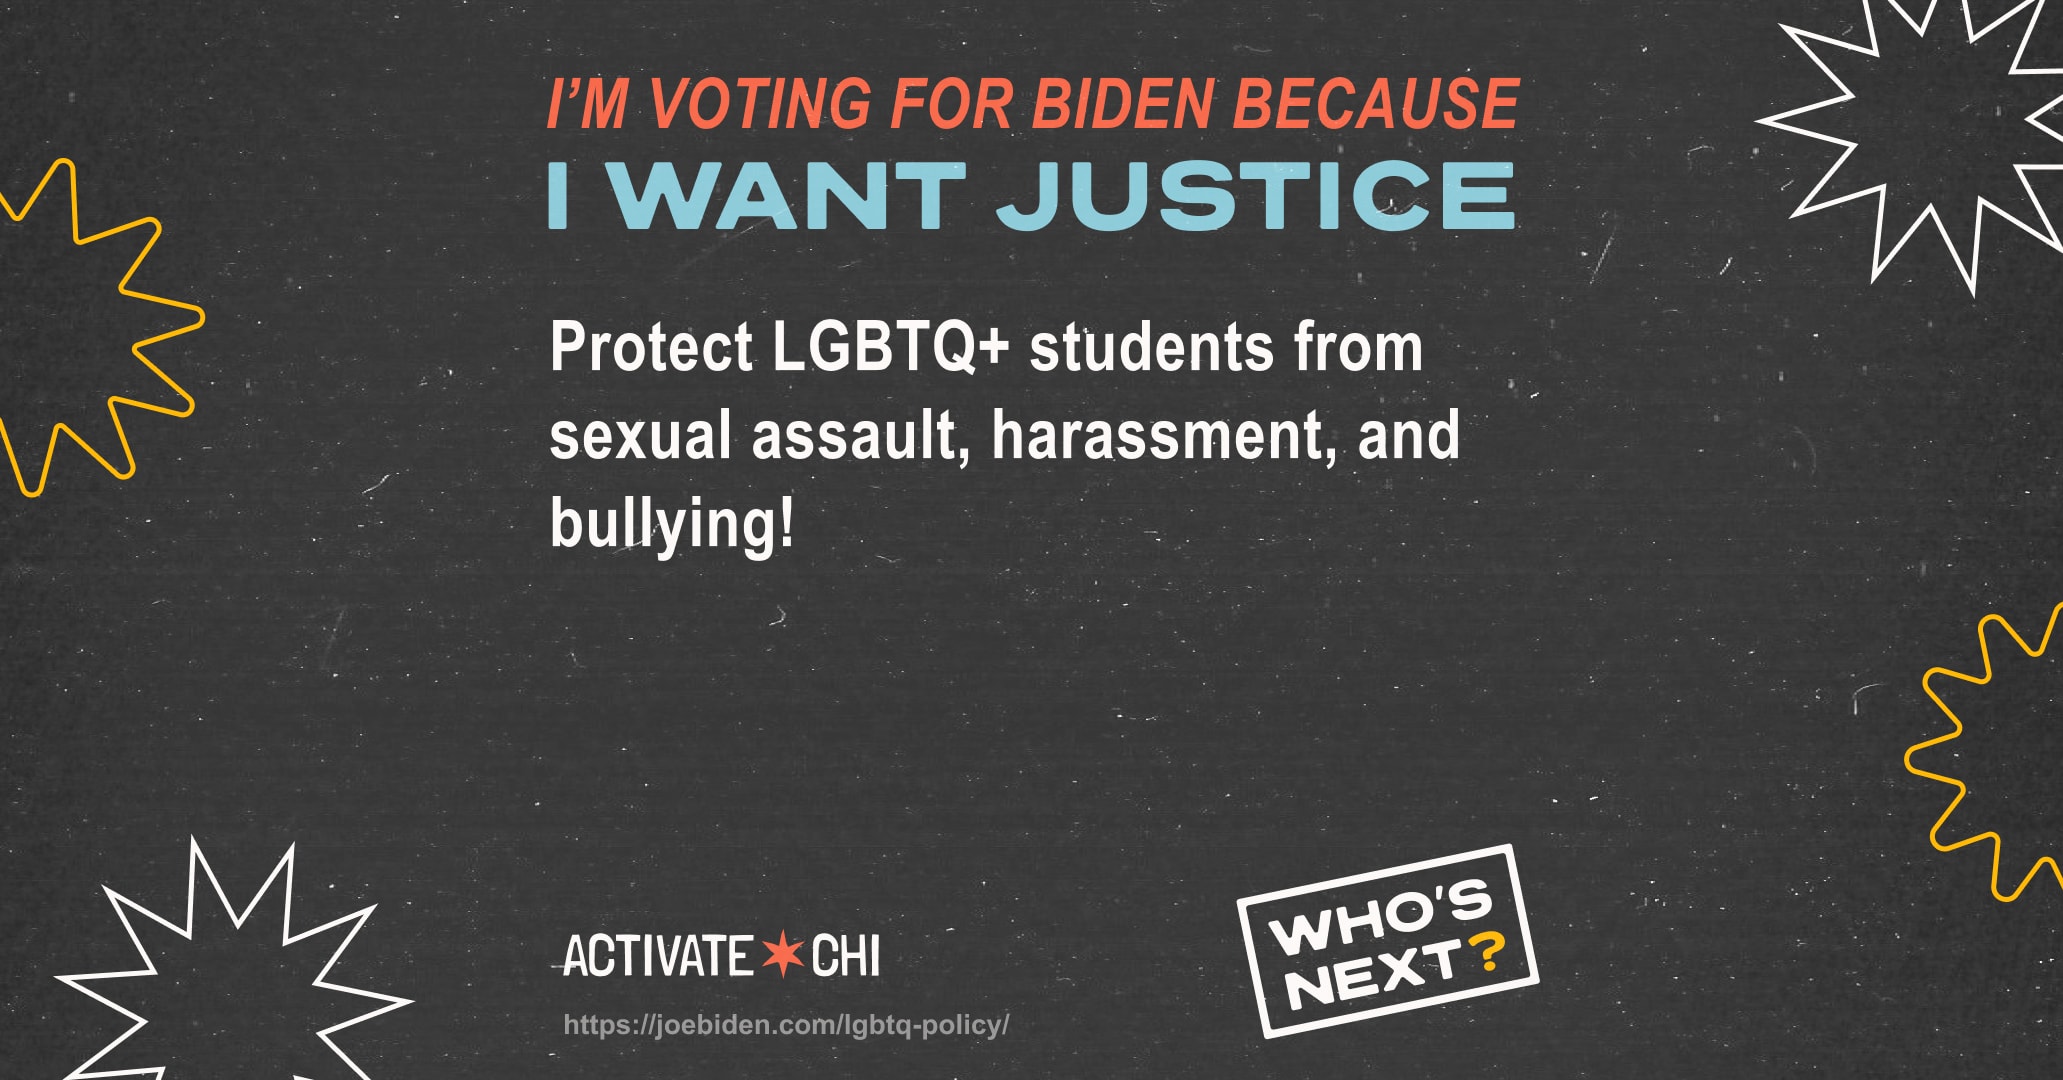 I'M VOTING FOR BIDEN BECAUSE
I WANT JUSTICE
Protect LGBTQ+ students from
sexual assault, harassment, and
bullying!
ACTIVATE CHI
https://joebiden.com/lgbtq-policy/
WHO'S
NEXT?